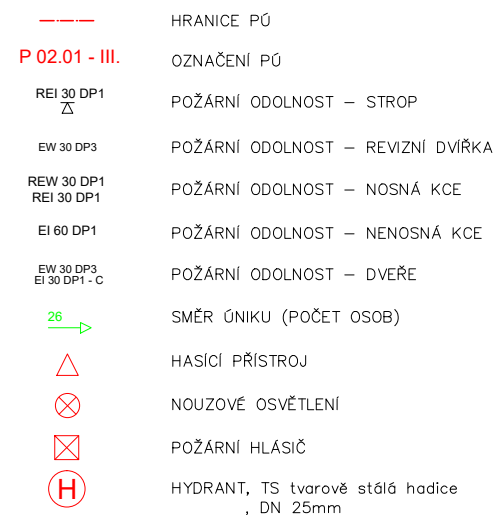 HRANICE PÚ
P 02.01 - III. OZNAČENÍ PÚ
REI 30 DP1 POŽÁRNÍ ODOLNOST – STROP
EW 30 DP3 POŽÁRNÍ ODOLNOST – REVIZNÍ DVÍŘKA
REW 30 DP1
REI 30 DP1 POŽÁRNÍ ODOLNOST – NOSNÁ KCE
EI 60 DP1 POŽÁRNÍ ODOLNOST – NENOSNÁ KCE
EW 30 DP3
EI 30 DP1 - C POŽÁRNÍ ODOLNOST – DVEŘE
26 SMĚR ÚNIKU (POČET OSOB)
HASÍCÍ PŘÍSTROJ
NOUZOVÉ OSVĚTLENÍ
POŽÁRNÍ HLÁSIČ
H HYDRANT, TS tvarově stálá hadice
, DN 25mm